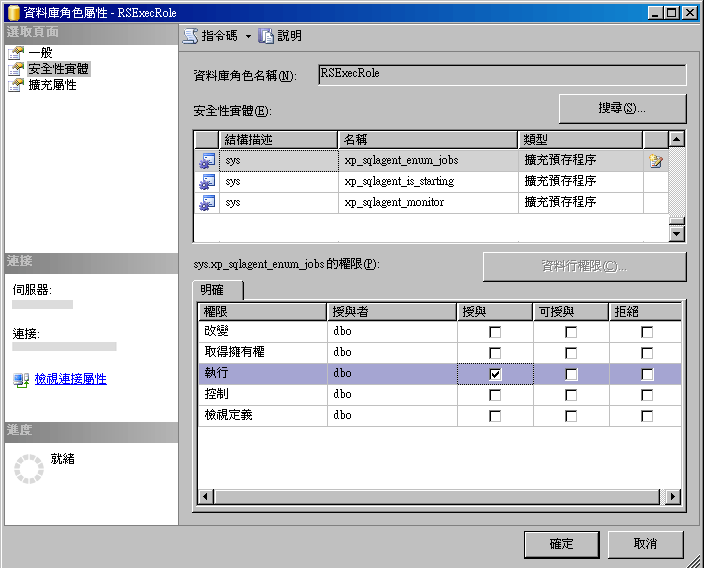 資料庫角色屬性 - RSExecRole
選取頁面
一般
安全性實體
擴充屬性
指令碼
說明
資料庫角色名稱(N):
RSExecRole
安全性實體(E):
搜尋(S)...
結構描述 名稱 類型
sys xp_sqlagent_enum_jobs 擴充預存程序
sys xp_sqlagent_is_starting 擴充預存程序
sys xp_sqlagent_monitor 擴充預存程序
sys.xp_sqlagent_enum_jobs 的權限(P):
資料行權限(C)...
明確
權限 授與者 授與 可授與 拒絕
改變 dbo
取得擁有權 dbo
執行 dbo
控制 dbo
檢視定義 dbo
連接
伺服器:
連接:
檢視連接屬性
進度
就緒
確定
取消